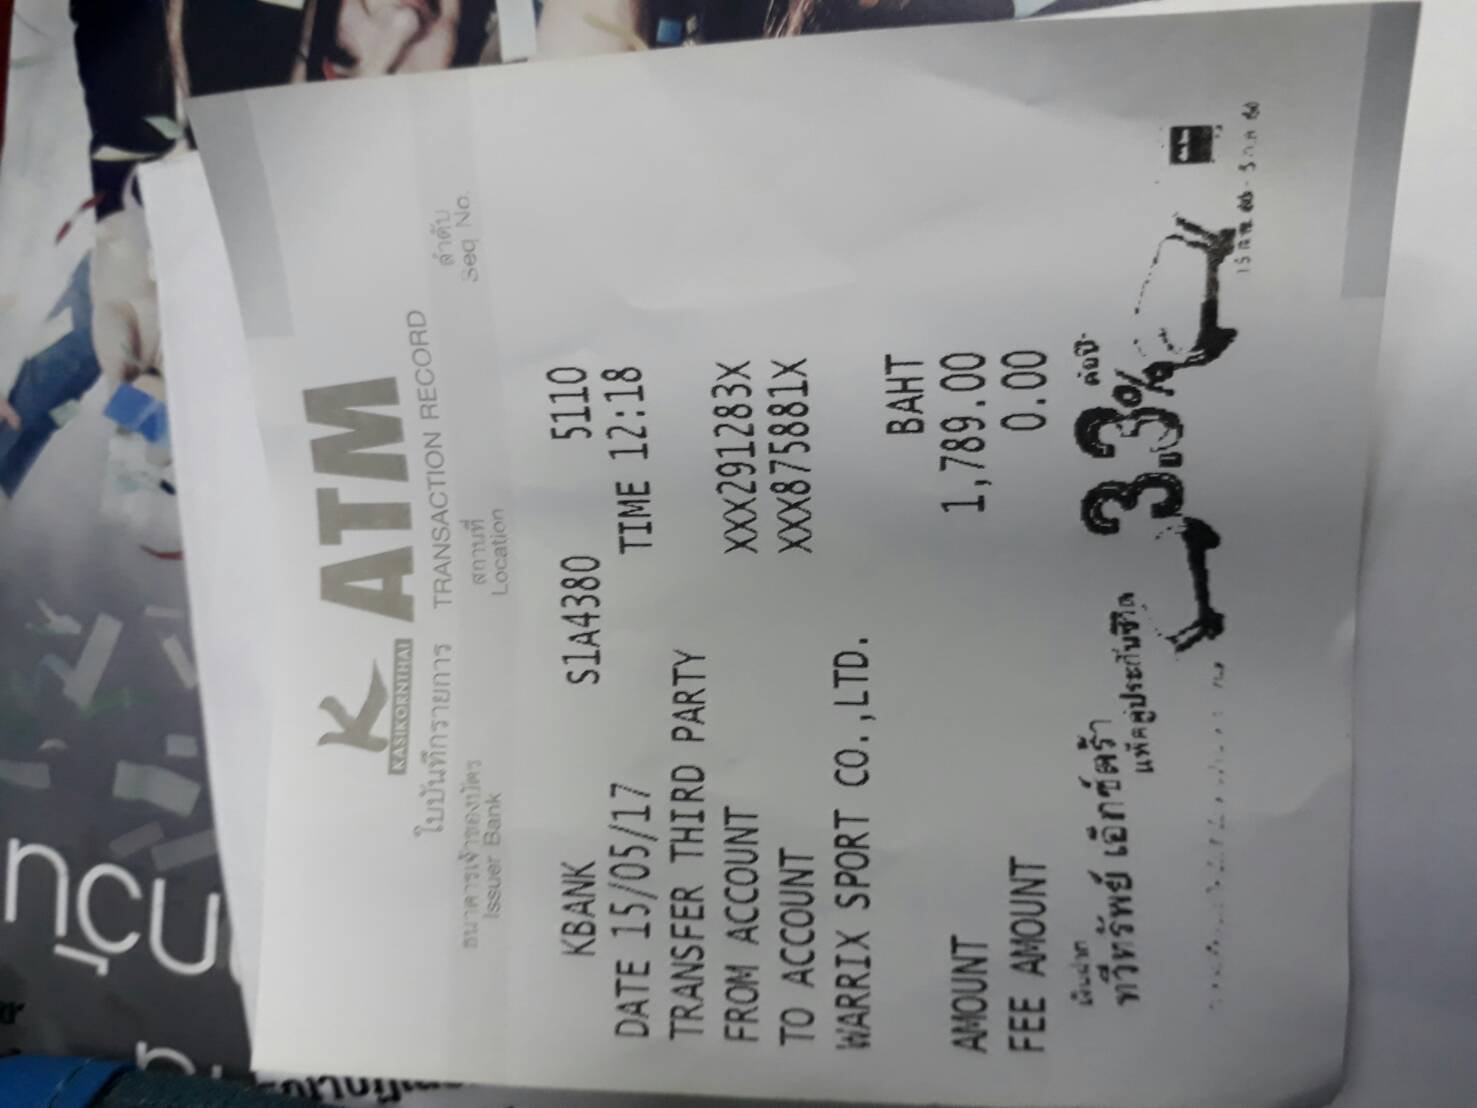 KASIKORNTHAI
K ATM
ใบบันทึกรายการ TRANSACTION RECORD
ธนาคารเจ้าของบัตร สถานที่ ลำดับ
Issuer Bank Location Seq No.
KBANK S1A4380 5110
DATE 15/05/17 TIME 12:18
TRANSFER THIRD PARTY
FROM ACCOUNT XXX291283X
TO ACCOUNT XXX875881X
WARRIX SPORT CO.,LTD.
BAHT
AMOUNT 1,789.00
FEE AMOUNT 0.00
เงินฝาก
ทวีทรัพย์ เอ็กซ์ตร้า 3.3% ต่อปี
แพ็คคู่ประกันชีวิต